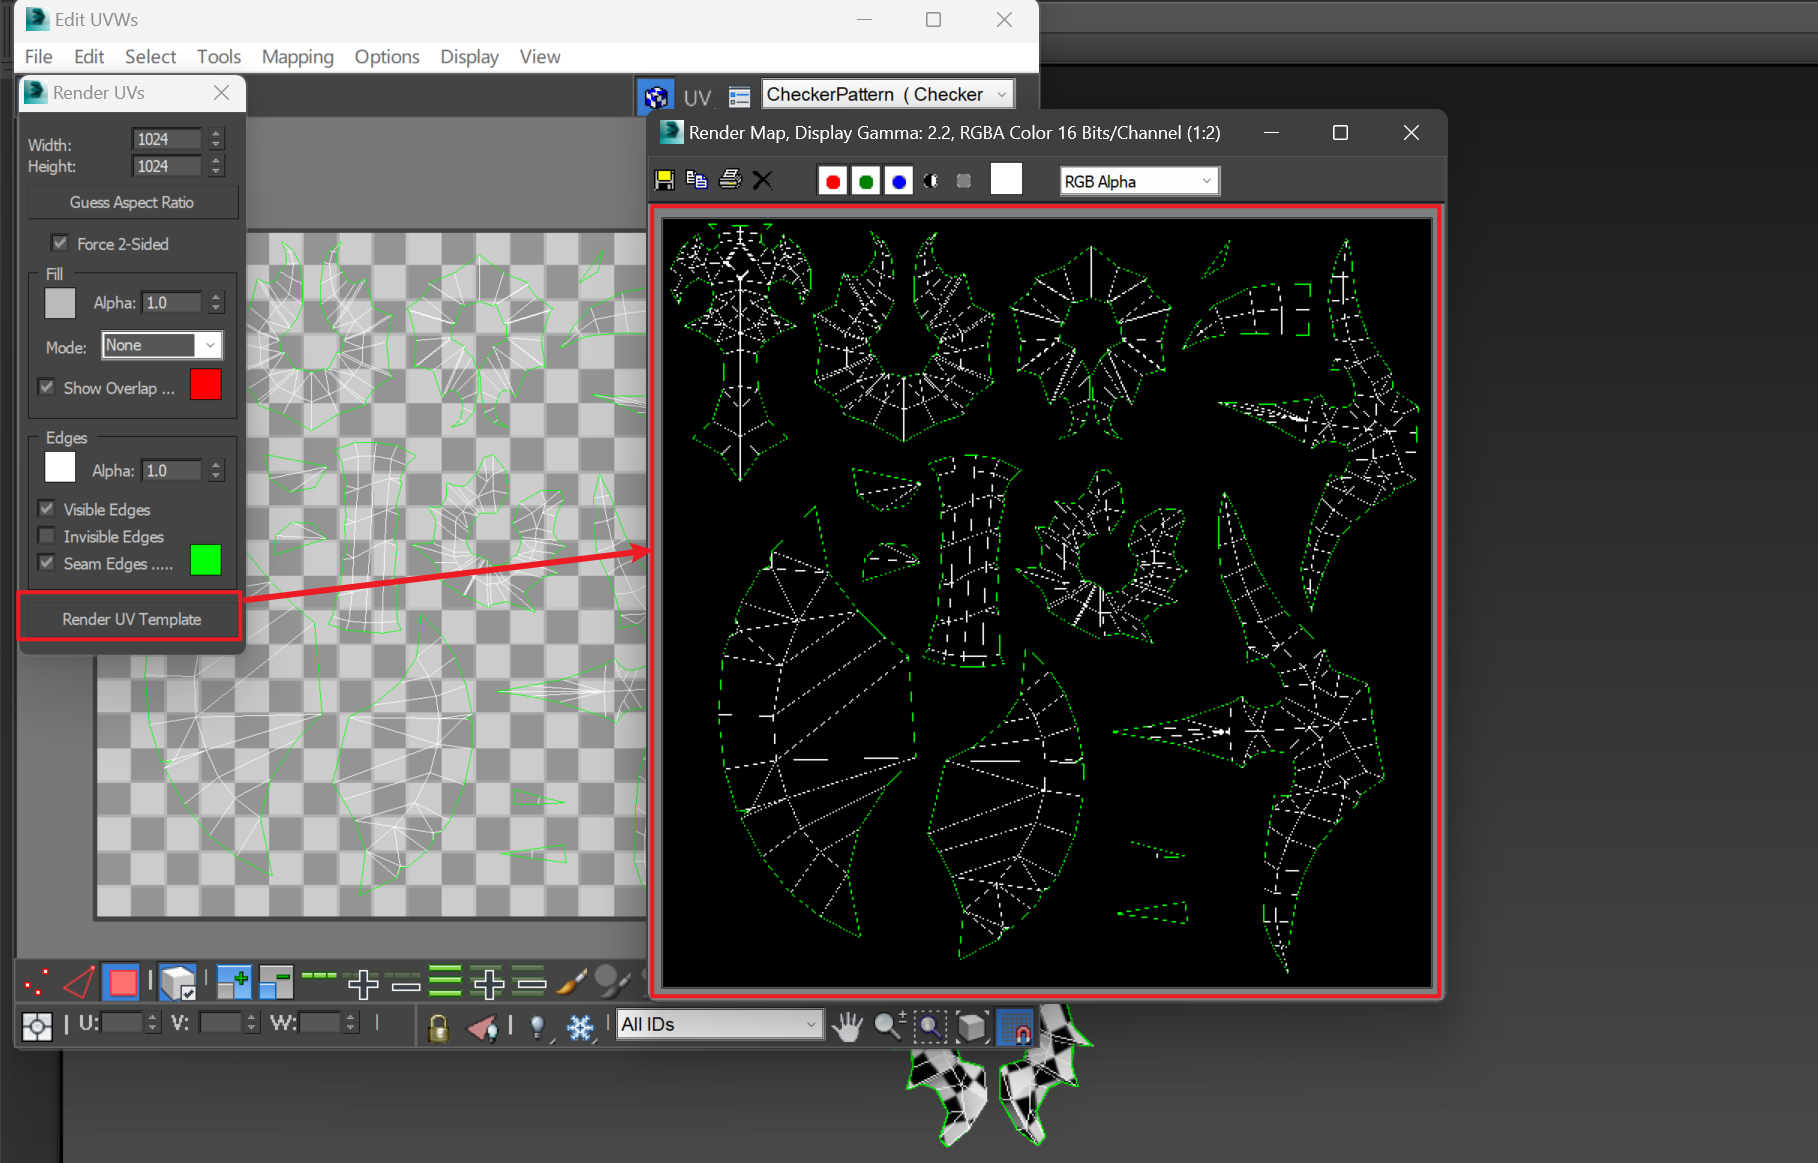 Edit UVWs
File Edit Select Tools Mapping Options Display View
Render UVs
UV
CheckerPattern ( Checker
Width: 1024
Height: 1024
Guess Aspect Ratio
Force 2-Sided
Fill
Alpha: 1.0
Mode: None
Show Overlap ...
Edges
Alpha: 1.0
Visible Edges
Invisible Edges
Seam Edges .....
Render UV Template
Render Map, Display Gamma: 2.2, RGBA Color 16 Bits/Channel (1:2)
RGB Alpha
U: V: W:
All IDs